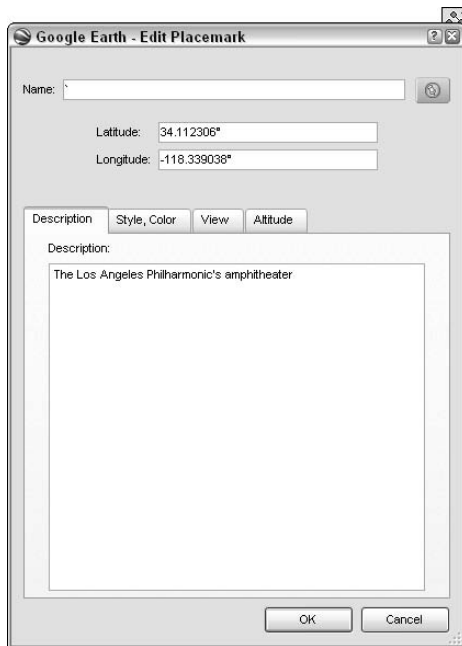 Google Earth - Edit Placemark
Name: `
Latitude: 34.112306°
Longitude: -118.339038°
Description Style, Color View Altitude
Description:
The Los Angeles Philharmonic's amphitheater
OK Cancel